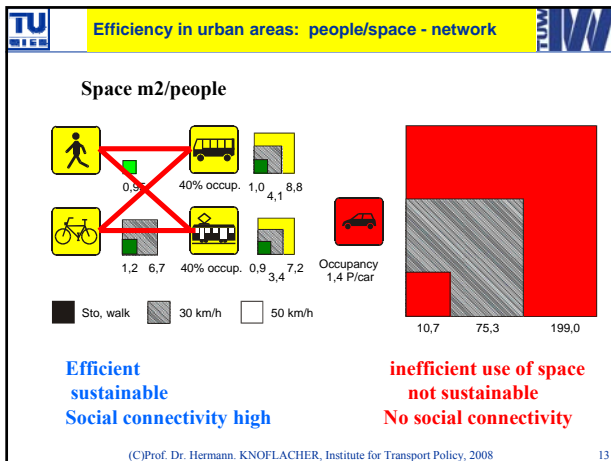 TU
WIEN
Efficiency in urban areas: people/space - network
TUW
Space m2/people
40% occup.
1,0
8,8
4,1
1,2
6,7
40% occup.
0,9
7,2
3,4
Occupancy
1,4 P/car
10,7
75,3
199,0
Sto, walk
30 km/h
50 km/h
Efficient
sustainable
Social connectivity high
inefficient use of space
not sustainable
No social connectivity
(C)Prof. Dr. Hermann. KNOFLACHER, Institute for Transport Policy, 2008
13